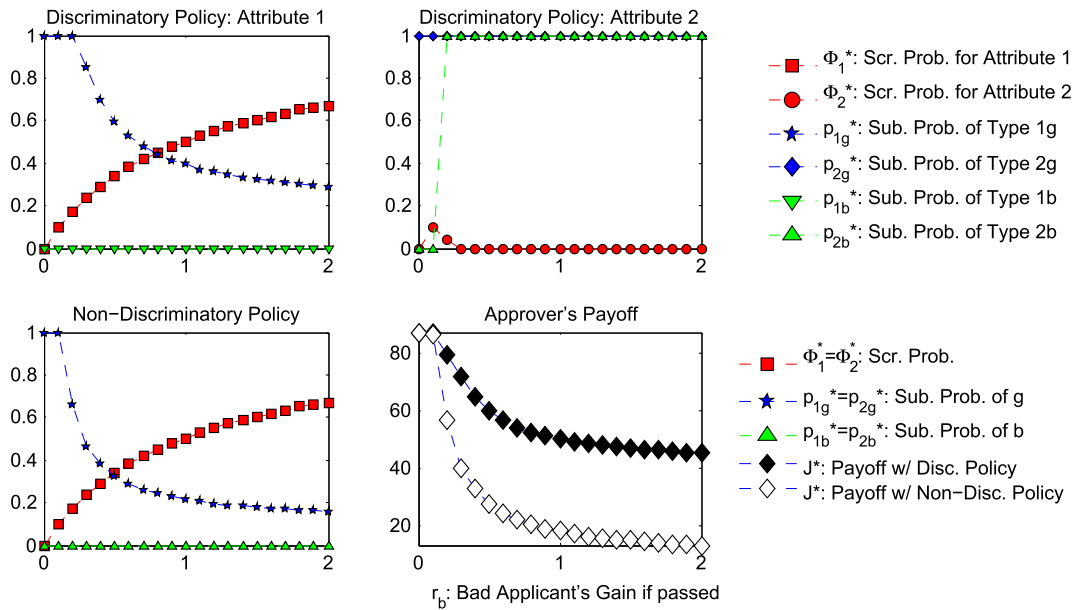 Discriminatory Policy: Attribute 1
1
0.8
0.6
0.4
0.2
0
0 1 2
Discriminatory Policy: Attribute 2
1
0.8
0.6
0.4
0.2
0
0 1 2
Φ1*: Scr. Prob. for Attribute 1
Φ2*: Scr. Prob. for Attribute 2
p1g*: Sub. Prob. of Type 1g
p2g*: Sub. Prob. of Type 2g
p1b*: Sub. Prob. of Type 1b
p2b*: Sub. Prob. of Type 2b
Non−Discriminatory Policy
1
0.8
0.6
0.4
0.2
0
0 1 2
Approver's Payoff
80
60
40
20
0 1 2
rb: Bad Applicant's Gain if passed
Φ1*=Φ2*: Scr. Prob.
p1g*=p2g*: Sub. Prob. of g
p1b*=p2b*: Sub. Prob. of b
J*: Payoff w/ Disc. Policy
J*: Payoff w/ Non−Disc. Policy